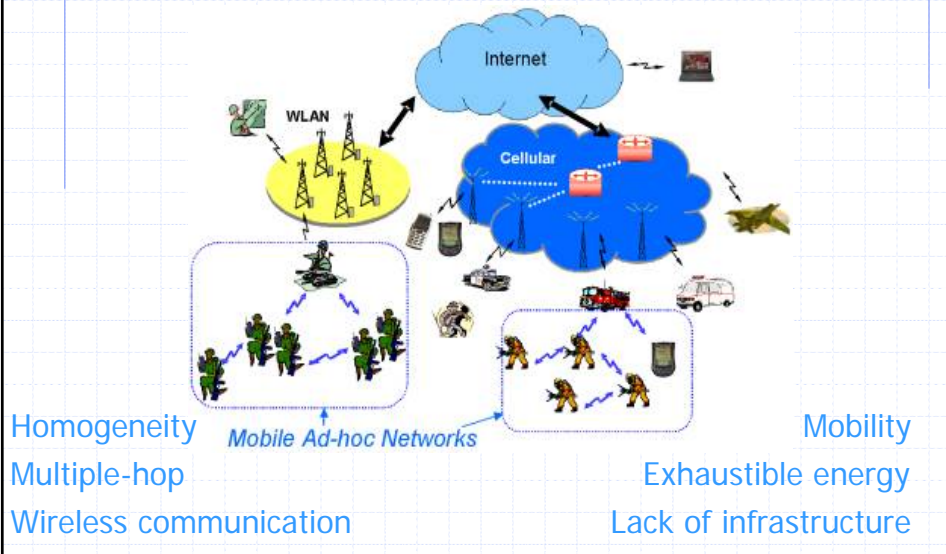 Internet
WLAN
Cellular
Homogeneity
Mobile Ad-hoc Networks
Mobility
Multiple-hop
Exhaustible energy
Wireless communication
Lack of infrastructure